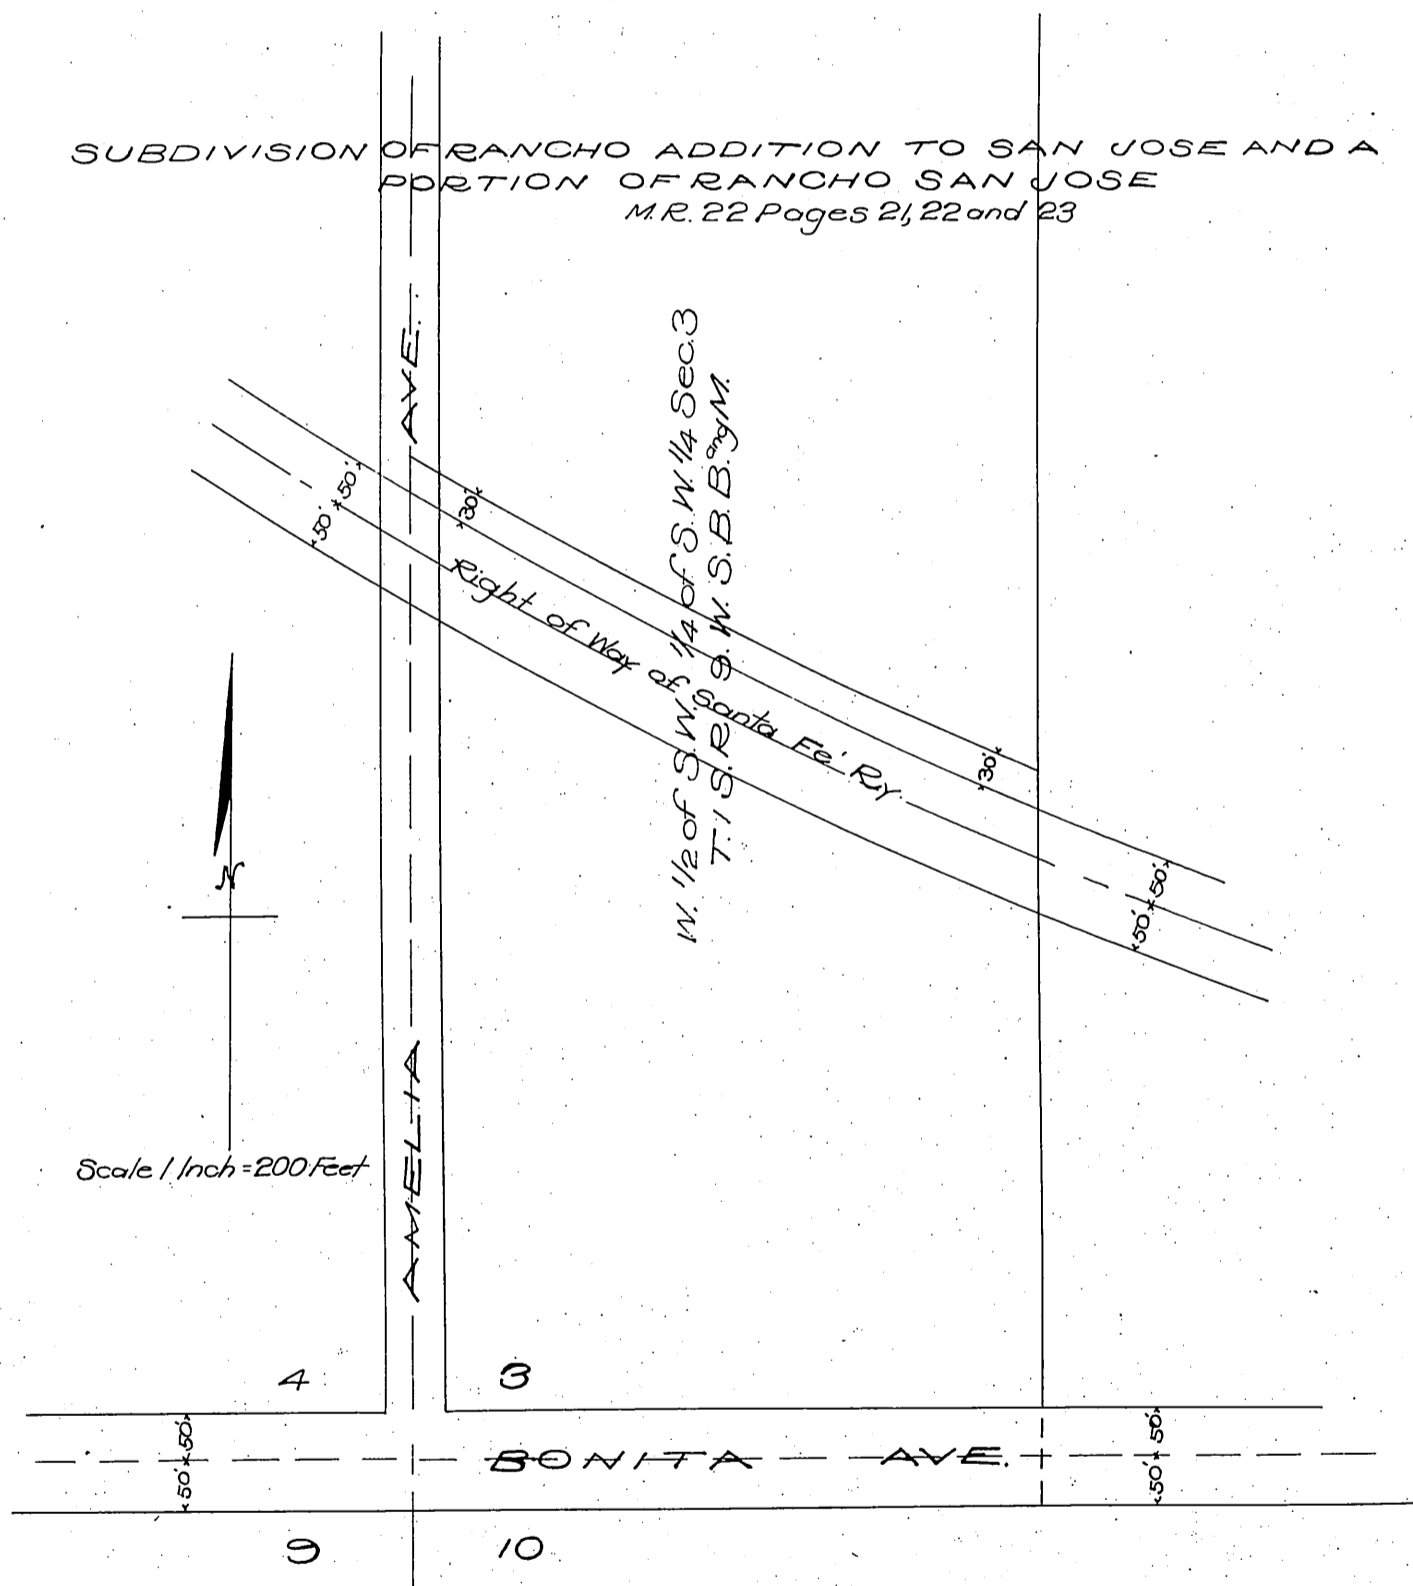 SUBDIVISION OF RANCHO ADDITION TO SAN JOSE AND A
PORTION OF RANCHO SAN JOSE
M.R. 22 Pages 21, 22 and 23
AMELIA AVE.
W. 1/2 of S.W. 1/4 of S.W. 1/4 Sec. 3
T. 1 S. R. 9. W. S. B. B. and M.
50' 50'
30'
Right of Way of Santa Fe' Ry.
30'
50' 50'
N
Scale 1 Inch = 200 Feet
4 3
50' 50'
BONITA AVE.
50' 50'
9 10